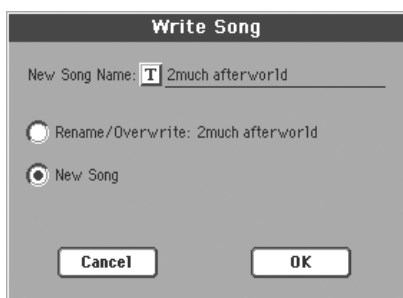 Write Song
New Song Name: T 2much afterworld
Rename/Overwrite: 2much afterworld
New Song
Cancel OK